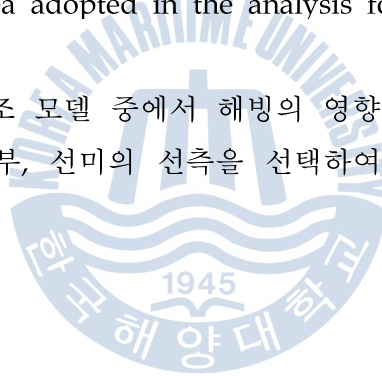 ea adopted in the analysis fo
조 모델 중에서 해빙의 영향
부, 선미의 선측을 선택하여
KOREA MARITIME UNIVERSITY
1945
한국해양대학교